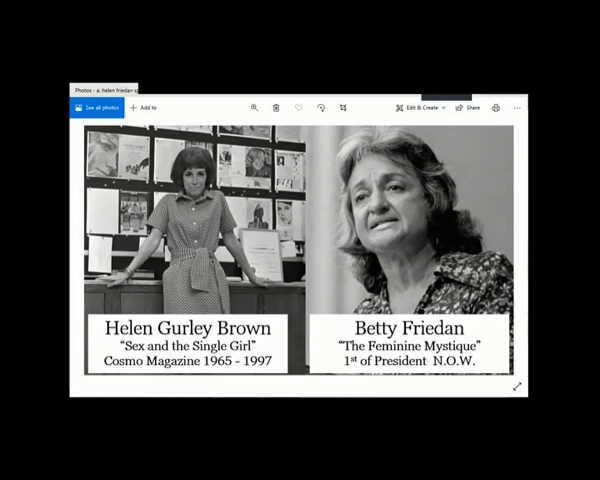 Photos - a. helen friedan
See all photos
Add to
Edit & Create
Share
Helen Gurley Brown
“Sex and the Single Girl”
Cosmo Magazine 1965 - 1997
Betty Friedan
“The Feminine Mystique”
1st of President N.O.W.